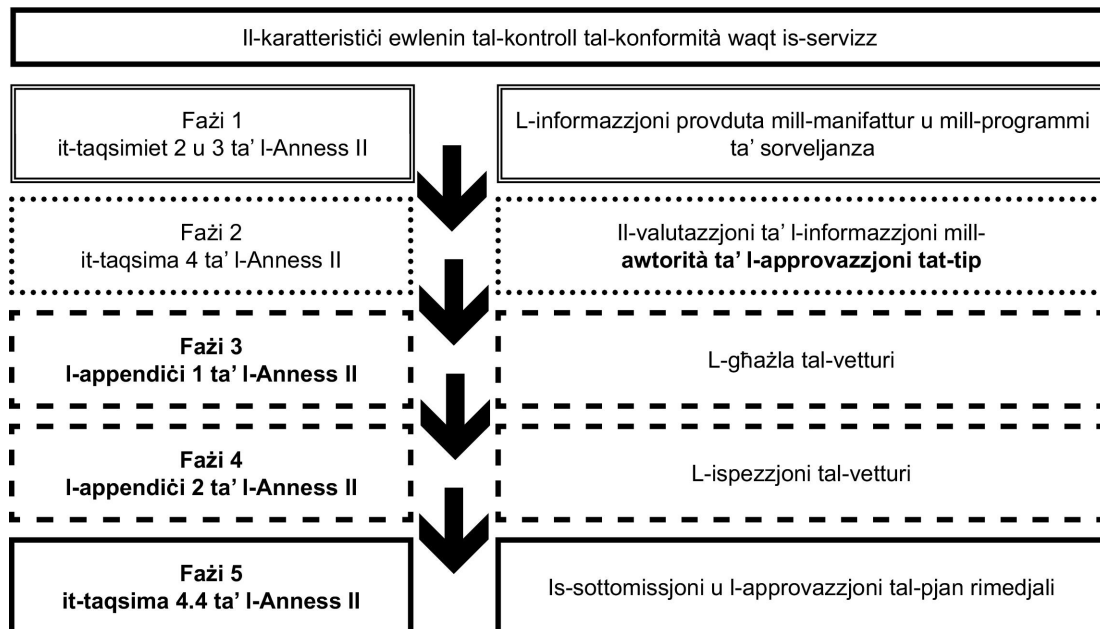 Il-karatteristiċi ewlenin tal-kontroll tal-konformità waqt is-servizz
Fażi 1
it-taqsimiet 2 u 3 ta’ l-Anness II
L-informazzjoni provduta mill-manifattur u mill-programmi
ta’ sorveljanza
Fażi 2
it-taqsima 4 ta’ l-Anness II
Il-valutazzjoni ta’ l-informazzjoni mill-
awtorità ta’ l-approvazzjoni tat-tip
Fażi 3
l-appendiċi 1 ta’ l-Anness II
L-għażla tal-vetturi
Fażi 4
l-appendiċi 2 ta’ l-Anness II
L-ispezzjoni tal-vetturi
Fażi 5
it-taqsima 4.4 ta’ l-Anness II
Is-sottomissjoni u l-approvazzjoni tal-pjan rimedjali